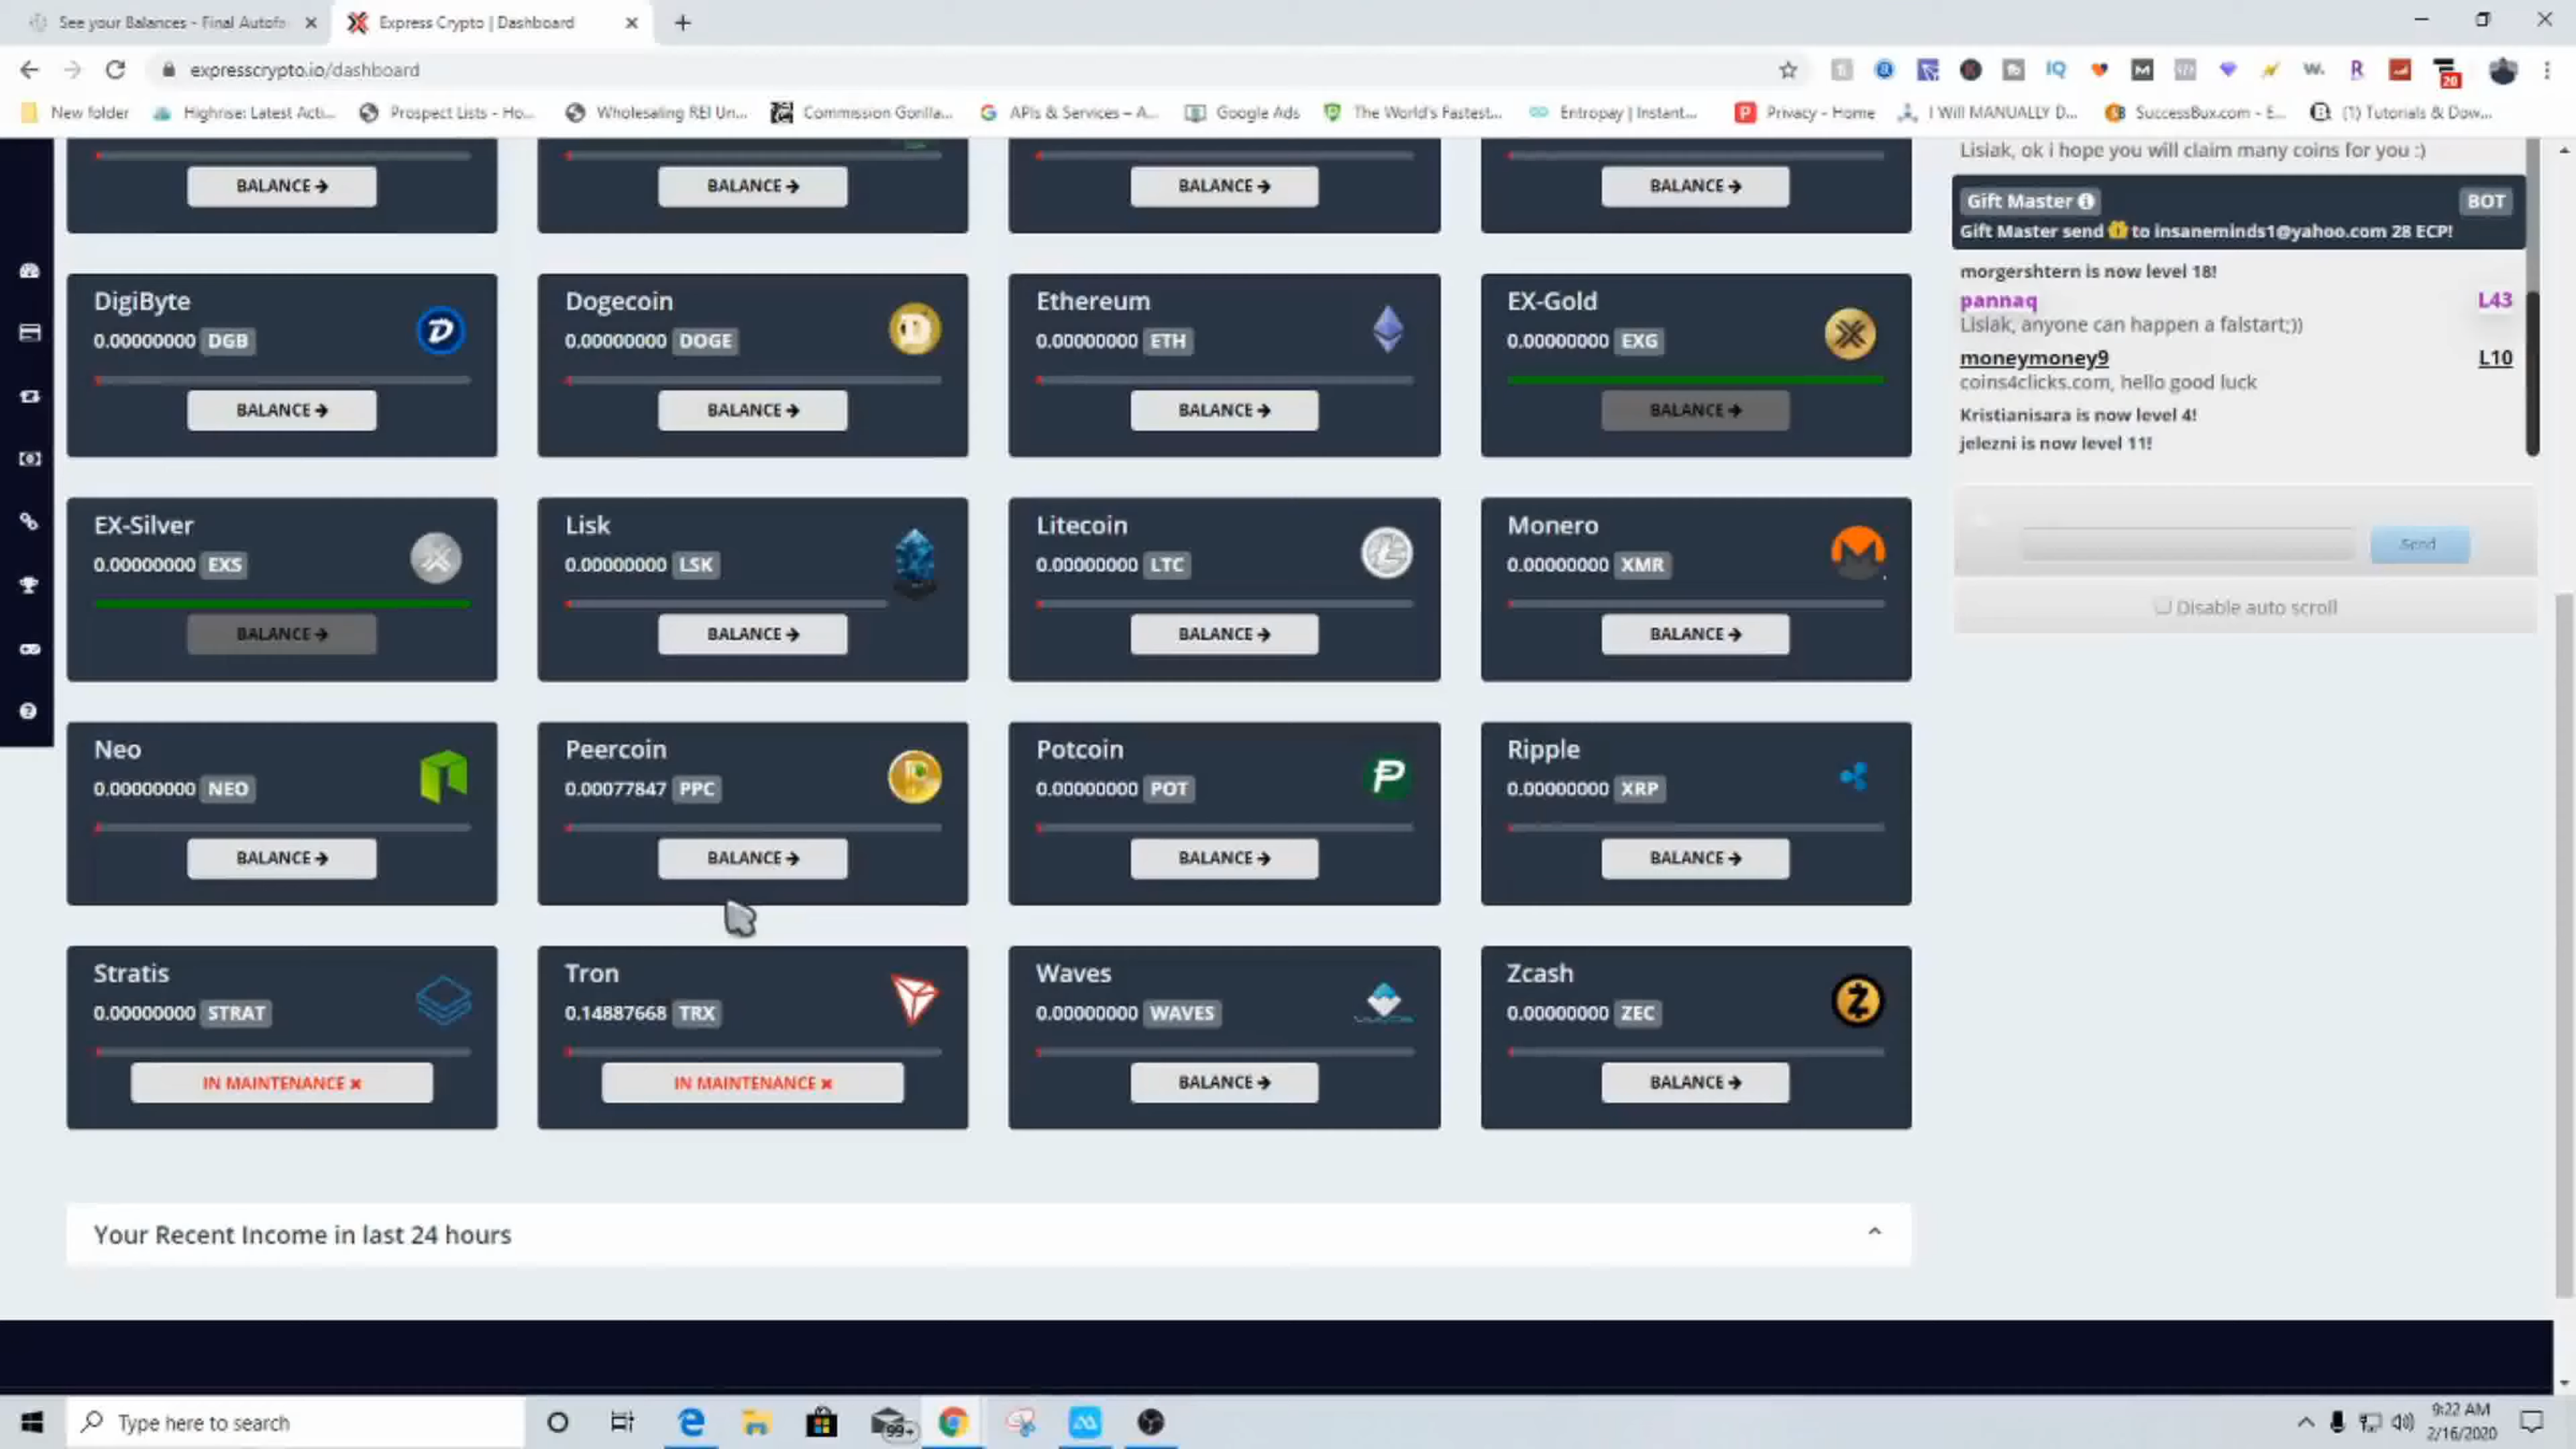 See your Balances - Final Autofa
Express Crypto | Dashboard
expresscrypto.io/dashboard
20
New folder
Highrise: Latest Acti...
Prospect Lists - Ho...
Wholesaling REI Un...
Commission Gorilla...
APIs & Services – A...
Google Ads
The World's Fastest...
Entropay | Instant...
Privacy - Home
I Will MANUALLY D...
SuccessBux.com - E...
(1) Tutorials & Dow...
BALANCE
BALANCE
BALANCE
BALANCE
DigiByte
0.00000000 DGB
BALANCE
Dogecoin
0.00000000 DOGE
BALANCE
Ethereum
0.00000000 ETH
BALANCE
EX-Gold
0.00000000 EXG
BALANCE
EX-Silver
0.00000000 EXS
BALANCE
Lisk
0.00000000 LSK
BALANCE
Litecoin
0.00000000 LTC
BALANCE
Monero
0.00000000 XMR
BALANCE
Neo
0.00000000 NEO
BALANCE
Peercoin
0.00077847 PPC
BALANCE
Potcoin
0.00000000 POT
BALANCE
Ripple
0.00000000 XRP
BALANCE
Stratis
0.00000000 STRAT
IN MAINTENANCE
Tron
0.14887668 TRX
IN MAINTENANCE
Waves
0.00000000 WAVES
BALANCE
Zcash
0.00000000 ZEC
BALANCE
Your Recent Income in last 24 hours
Lisiak, ok i hope you will claim many coins for you :)
Gift Master BOT
Gift Master send to insaneminds1@yahoo.com 28 ECP!
morgershtern is now level 18!
pannaq L43
Lisiak, anyone can happen a falstart;))
moneymoney9 L10
coins4clicks.com, hello good luck
Kristianisara is now level 4!
jelezni is now level 11!
Send
Disable auto scroll
Type here to search
99+
9:22 AM
2/16/2020